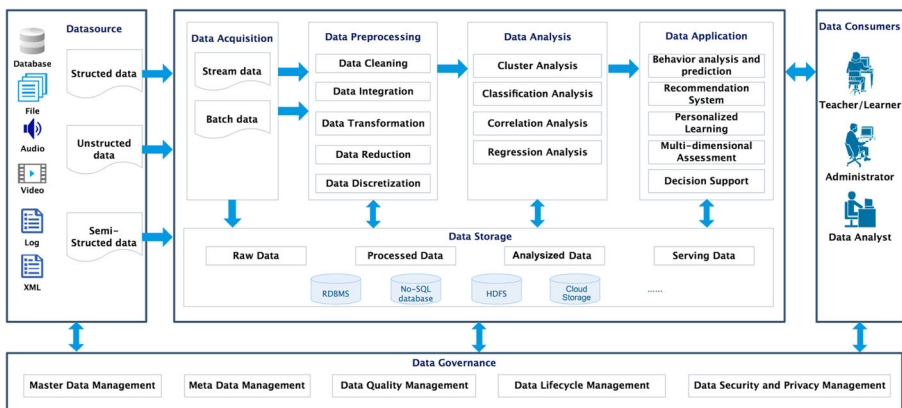 Datasource
Database
File
Audio
Video
Log
XML
Structed data
Unstructed
data
Semi-
Structed data
Data Acquisition
Stream data
Batch data
Data Preprocessing
Data Cleaning
Data Integration
Data Transformation
Data Reduction
Data Discretization
Data Analysis
Cluster Analysis
Classification Analysis
Correlation Analysis
Regression Analysis
Data Application
Behavior analysis and
prediction
Recommendation
System
Personalized
Learning
Multi-dimensional
Assessment
Decision Support
Data Storage
Raw Data
Processed Data
Analysized Data
Serving Data
RDBMS
No-SQL
database
HDFS
Cloud
Storage
......
Data Consumers
Teacher/Learner
Administrator
Data Analyst
Data Governance
Master Data Management
Meta Data Management
Data Quality Management
Data Lifecycle Management
Data Security and Privacy Management